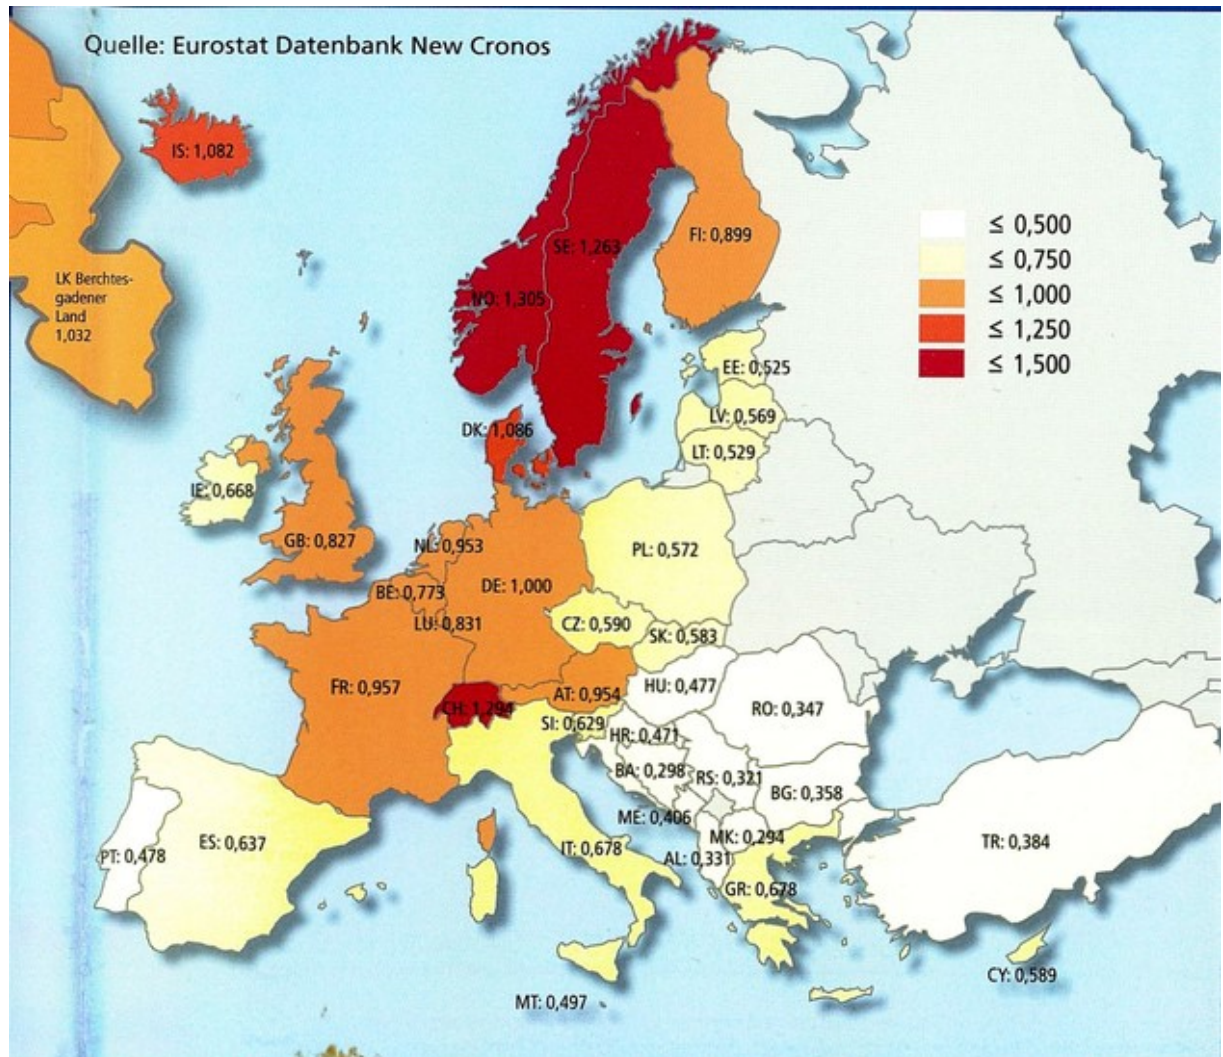 Quelle: Eurostat Datenbank New Cronos
IS: 1,082
LK Berchtes-
gadener
Land
1,032
SE: 1,263
FI: 0,899
NO: 1,305
≤ 0,500
≤ 0,750
≤ 1,000
≤ 1,250
≤ 1,500
EE: 0,525
LV: 0,569
LT: 0,529
DK: 1,086
IE: 0,668
GB: 0,827
NL: 0,953
BE: 0,773
DE: 1,000
LU: 0,831
PL: 0,572
CZ: 0,590
SK: 0,583
FR: 0,957
CH: 1,294
AT: 0,954
HU: 0,477
RO: 0,347
SI: 0,629
HR: 0,471
BA: 0,298
RS: 0,321
BG: 0,358
ME: 0,406
MK: 0,294
AL: 0,331
TR: 0,384
PT: 0,478
ES: 0,637
IT: 0,678
GR: 0,678
CY: 0,589
MT: 0,497